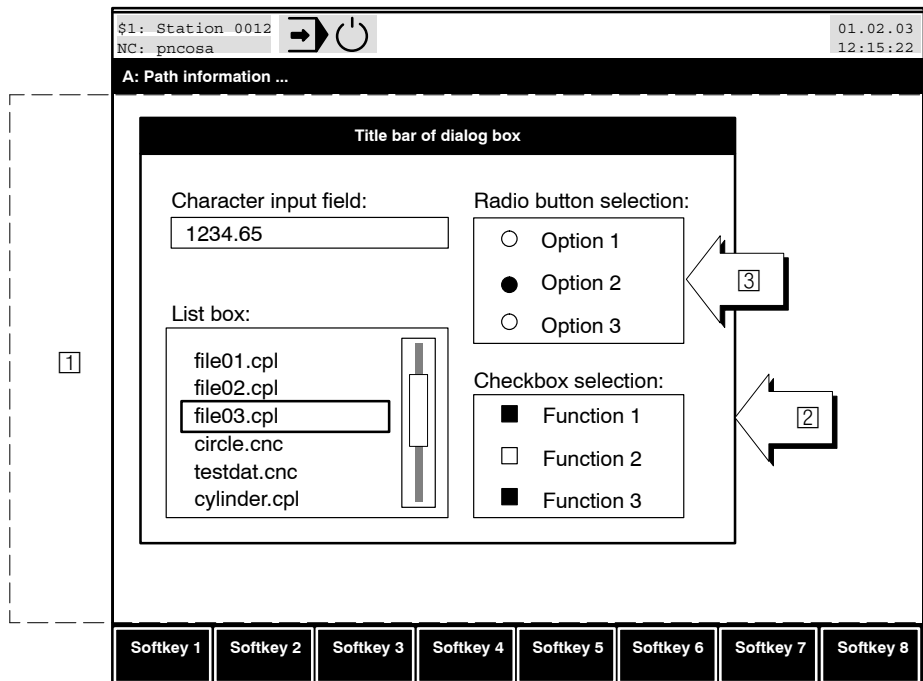 $1: Station 0012
NC: pncosa
01.02.03
12:15:22
A: Path information ...
Title bar of dialog box
Character input field:
1234.65
List box:
file01.cpl
file02.cpl
file03.cpl
circle.cnc
testdat.cnc
cylinder.cpl
Radio button selection:
Option 1
Option 2
Option 3
Checkbox selection:
Function 1
Function 2
Function 3
1
3
2
Softkey 1 Softkey 2 Softkey 3 Softkey 4 Softkey 5 Softkey 6 Softkey 7 Softkey 8